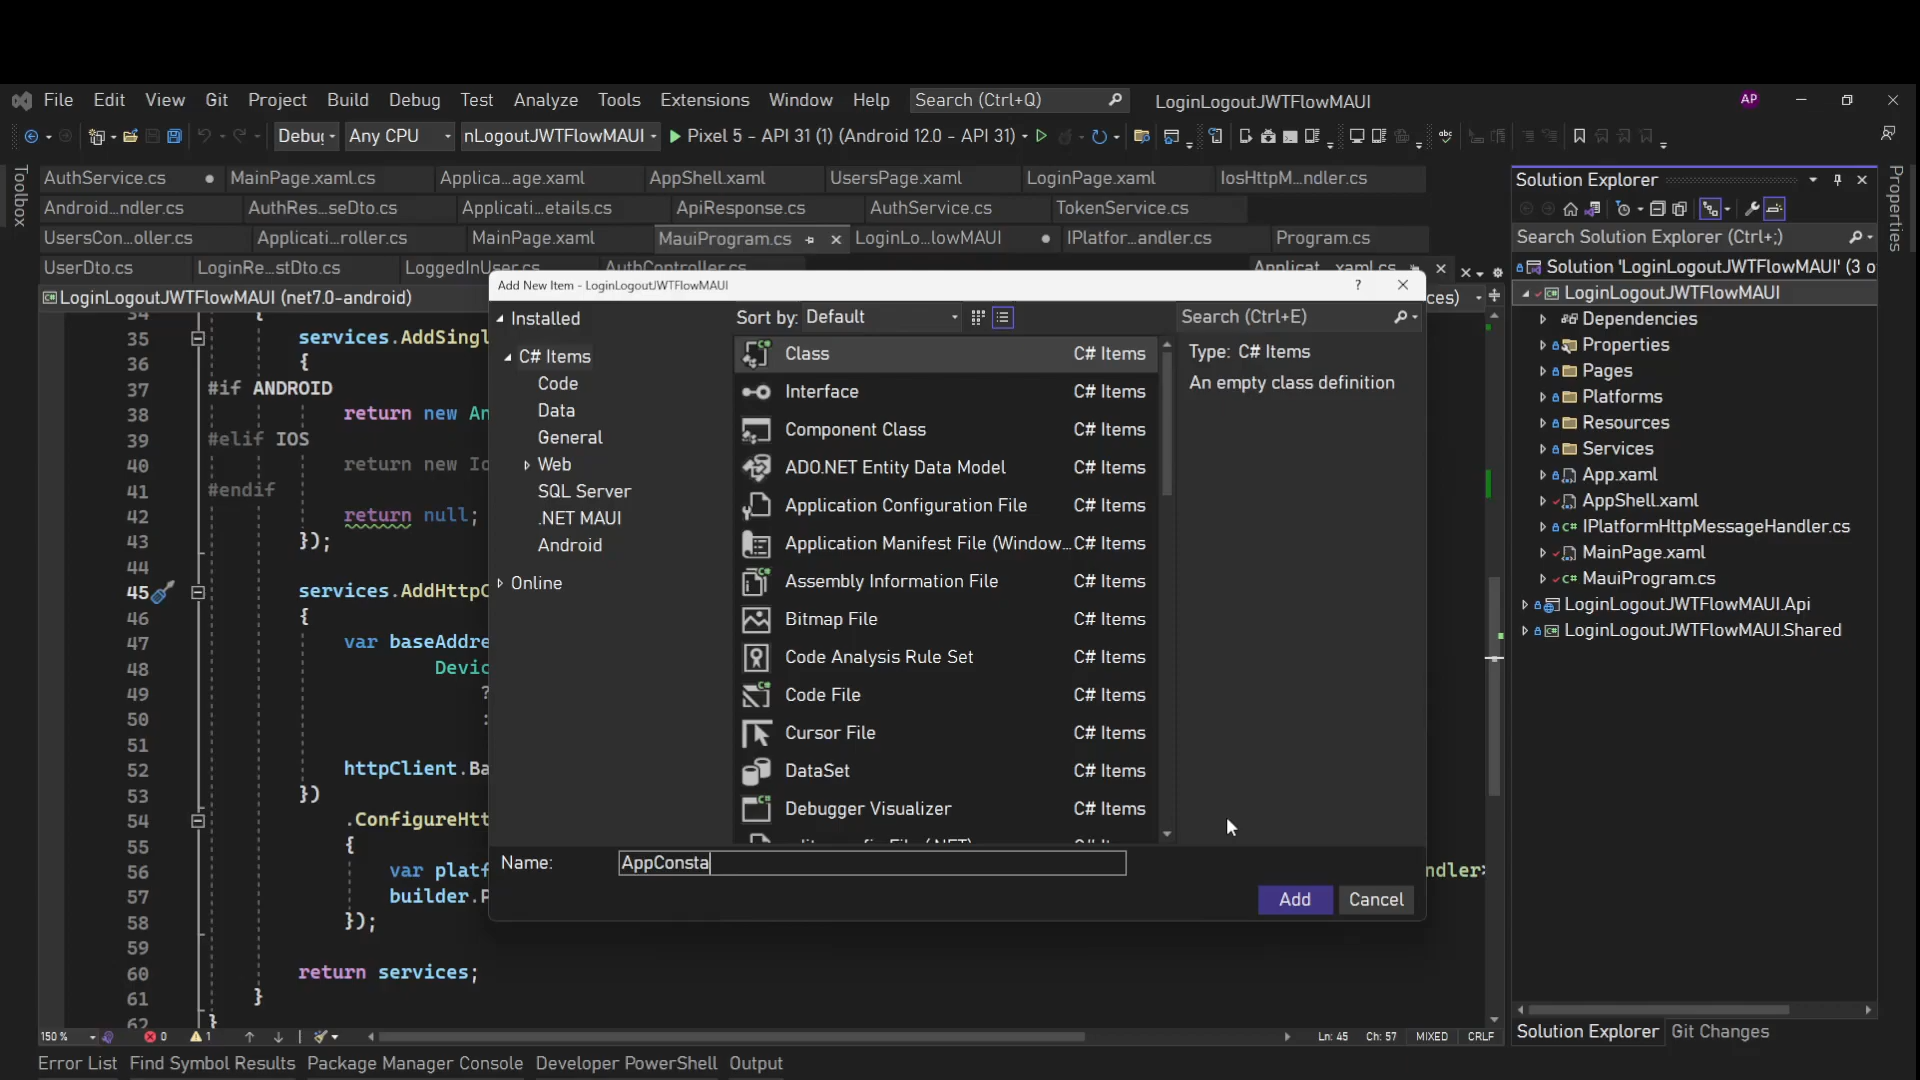 File Edit View Git Project Build Debug Test Analyze Tools Extensions Window Help Search (Ctrl+Q) LoginLogoutJWTFlowMAUI AP
Any CPU nLogoutJWTFlowMAUI Pixel 5 - API 31 (1) (Android 12.0 - API 31)
Toolbox
Properties
AuthService.cs MainPage.xaml.cs Applica...age.xaml AppShell.xaml UsersPage.xaml LoginPage.xaml IosHttpM...ndler.cs
Android...ndler.cs AuthRes...seDto.cs Applicati...etails.cs ApiResponse.cs AuthService.cs TokenService.cs
UsersCon...oller.cs Applicati...roller.cs MainPage.xaml MauiProgram.cs LoginLo...lowMAUI IPlatfor...andler.cs Program.cs
UserDto.cs LoginRe...stDto.cs
LoginLogoutJWTFlowMAUI (net7.0-android)
35 services.AddSingl
36 {
37 #if ANDROID
38 return new An
39 #elif IOS
40 return new Io
41 #endif
42 return null;
43 });
44
45 services.AddHttpC
46 {
47 var baseAddre
48 Devic
49 ?
50 :
51
52 httpClient.Ba
53 })
54 .ConfigureHtt
55 {
56 var platf
57 builder.P
58 });
59
60 return services;
61 }
62 }
ndler>
Add New Item - LoginLogoutJWTFlowMAUI ?
Installed
C# Items
Code
Data
General
Web
SQL Server
.NET MAUI
Android
Online
Sort by: Default
Search (Ctrl+E)
Class C# Items
Interface C# Items
Component Class C# Items
ADO.NET Entity Data Model C# Items
Application Configuration File C# Items
Application Manifest File (Window... C# Items
Assembly Information File C# Items
Bitmap File C# Items
Code Analysis Rule Set C# Items
Code File C# Items
Cursor File C# Items
DataSet C# Items
Debugger Visualizer C# Items
Type: C# Items
An empty class definition
Name: AppConsta
Add Cancel
Solution Explorer
Search Solution Explorer (Ctrl+;)
Solution 'LoginLogoutJWTFlowMAUI' (3 o
LoginLogoutJWTFlowMAUI
Dependencies
Properties
Pages
Platforms
Resources
Services
App.xaml
AppShell.xaml
IPlatformHttpMessageHandler.cs
MainPage.xaml
MauiProgram.cs
LoginLogoutJWTFlowMAUI.Api
LoginLogoutJWTFlowMAUI.Shared
Solution Explorer Git Changes
150 % 0 1 Ln: 45 Ch: 57 MIXED CRLF
Error List Find Symbol Results Package Manager Console Developer PowerShell Output